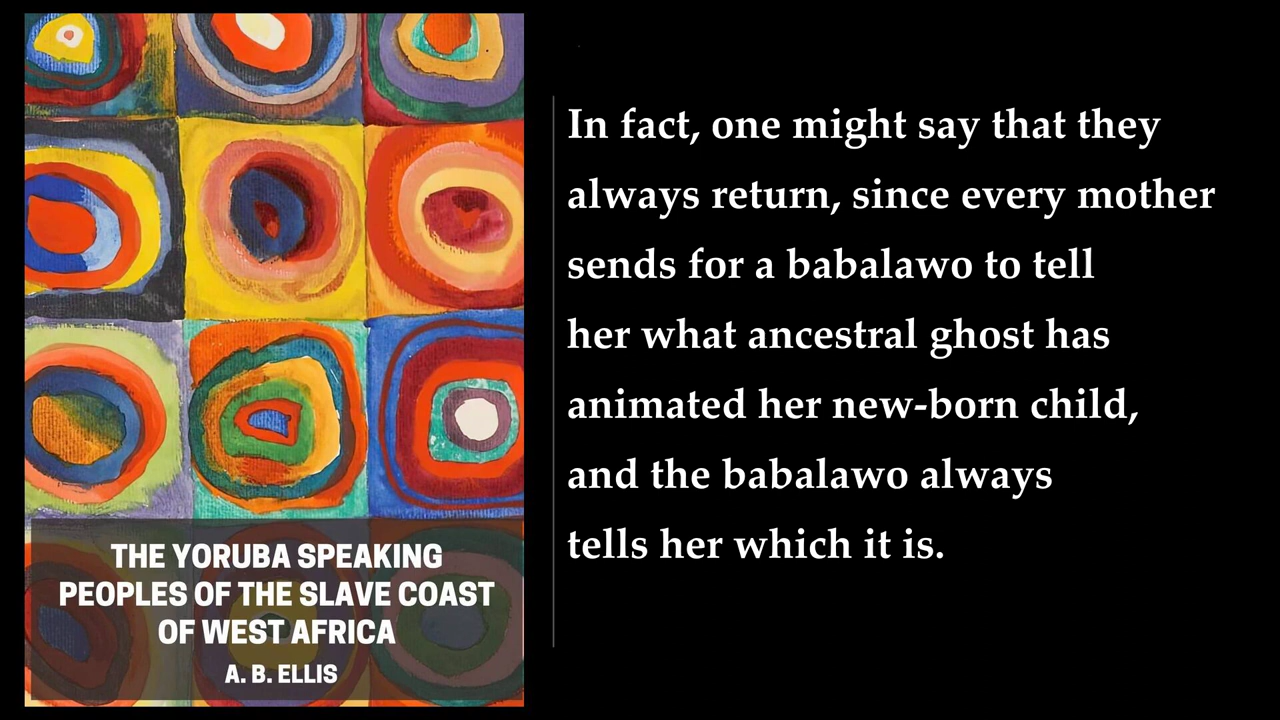 THE YORUBA SPEAKING
PEOPLES OF THE SLAVE COAST
OF WEST AFRICA
A. B. ELLIS
In fact, one might say that they
always return, since every mother
sends for a babalawo to tell
her what ancestral ghost has
animated her new-born child,
and the babalawo always
tells her which it is.